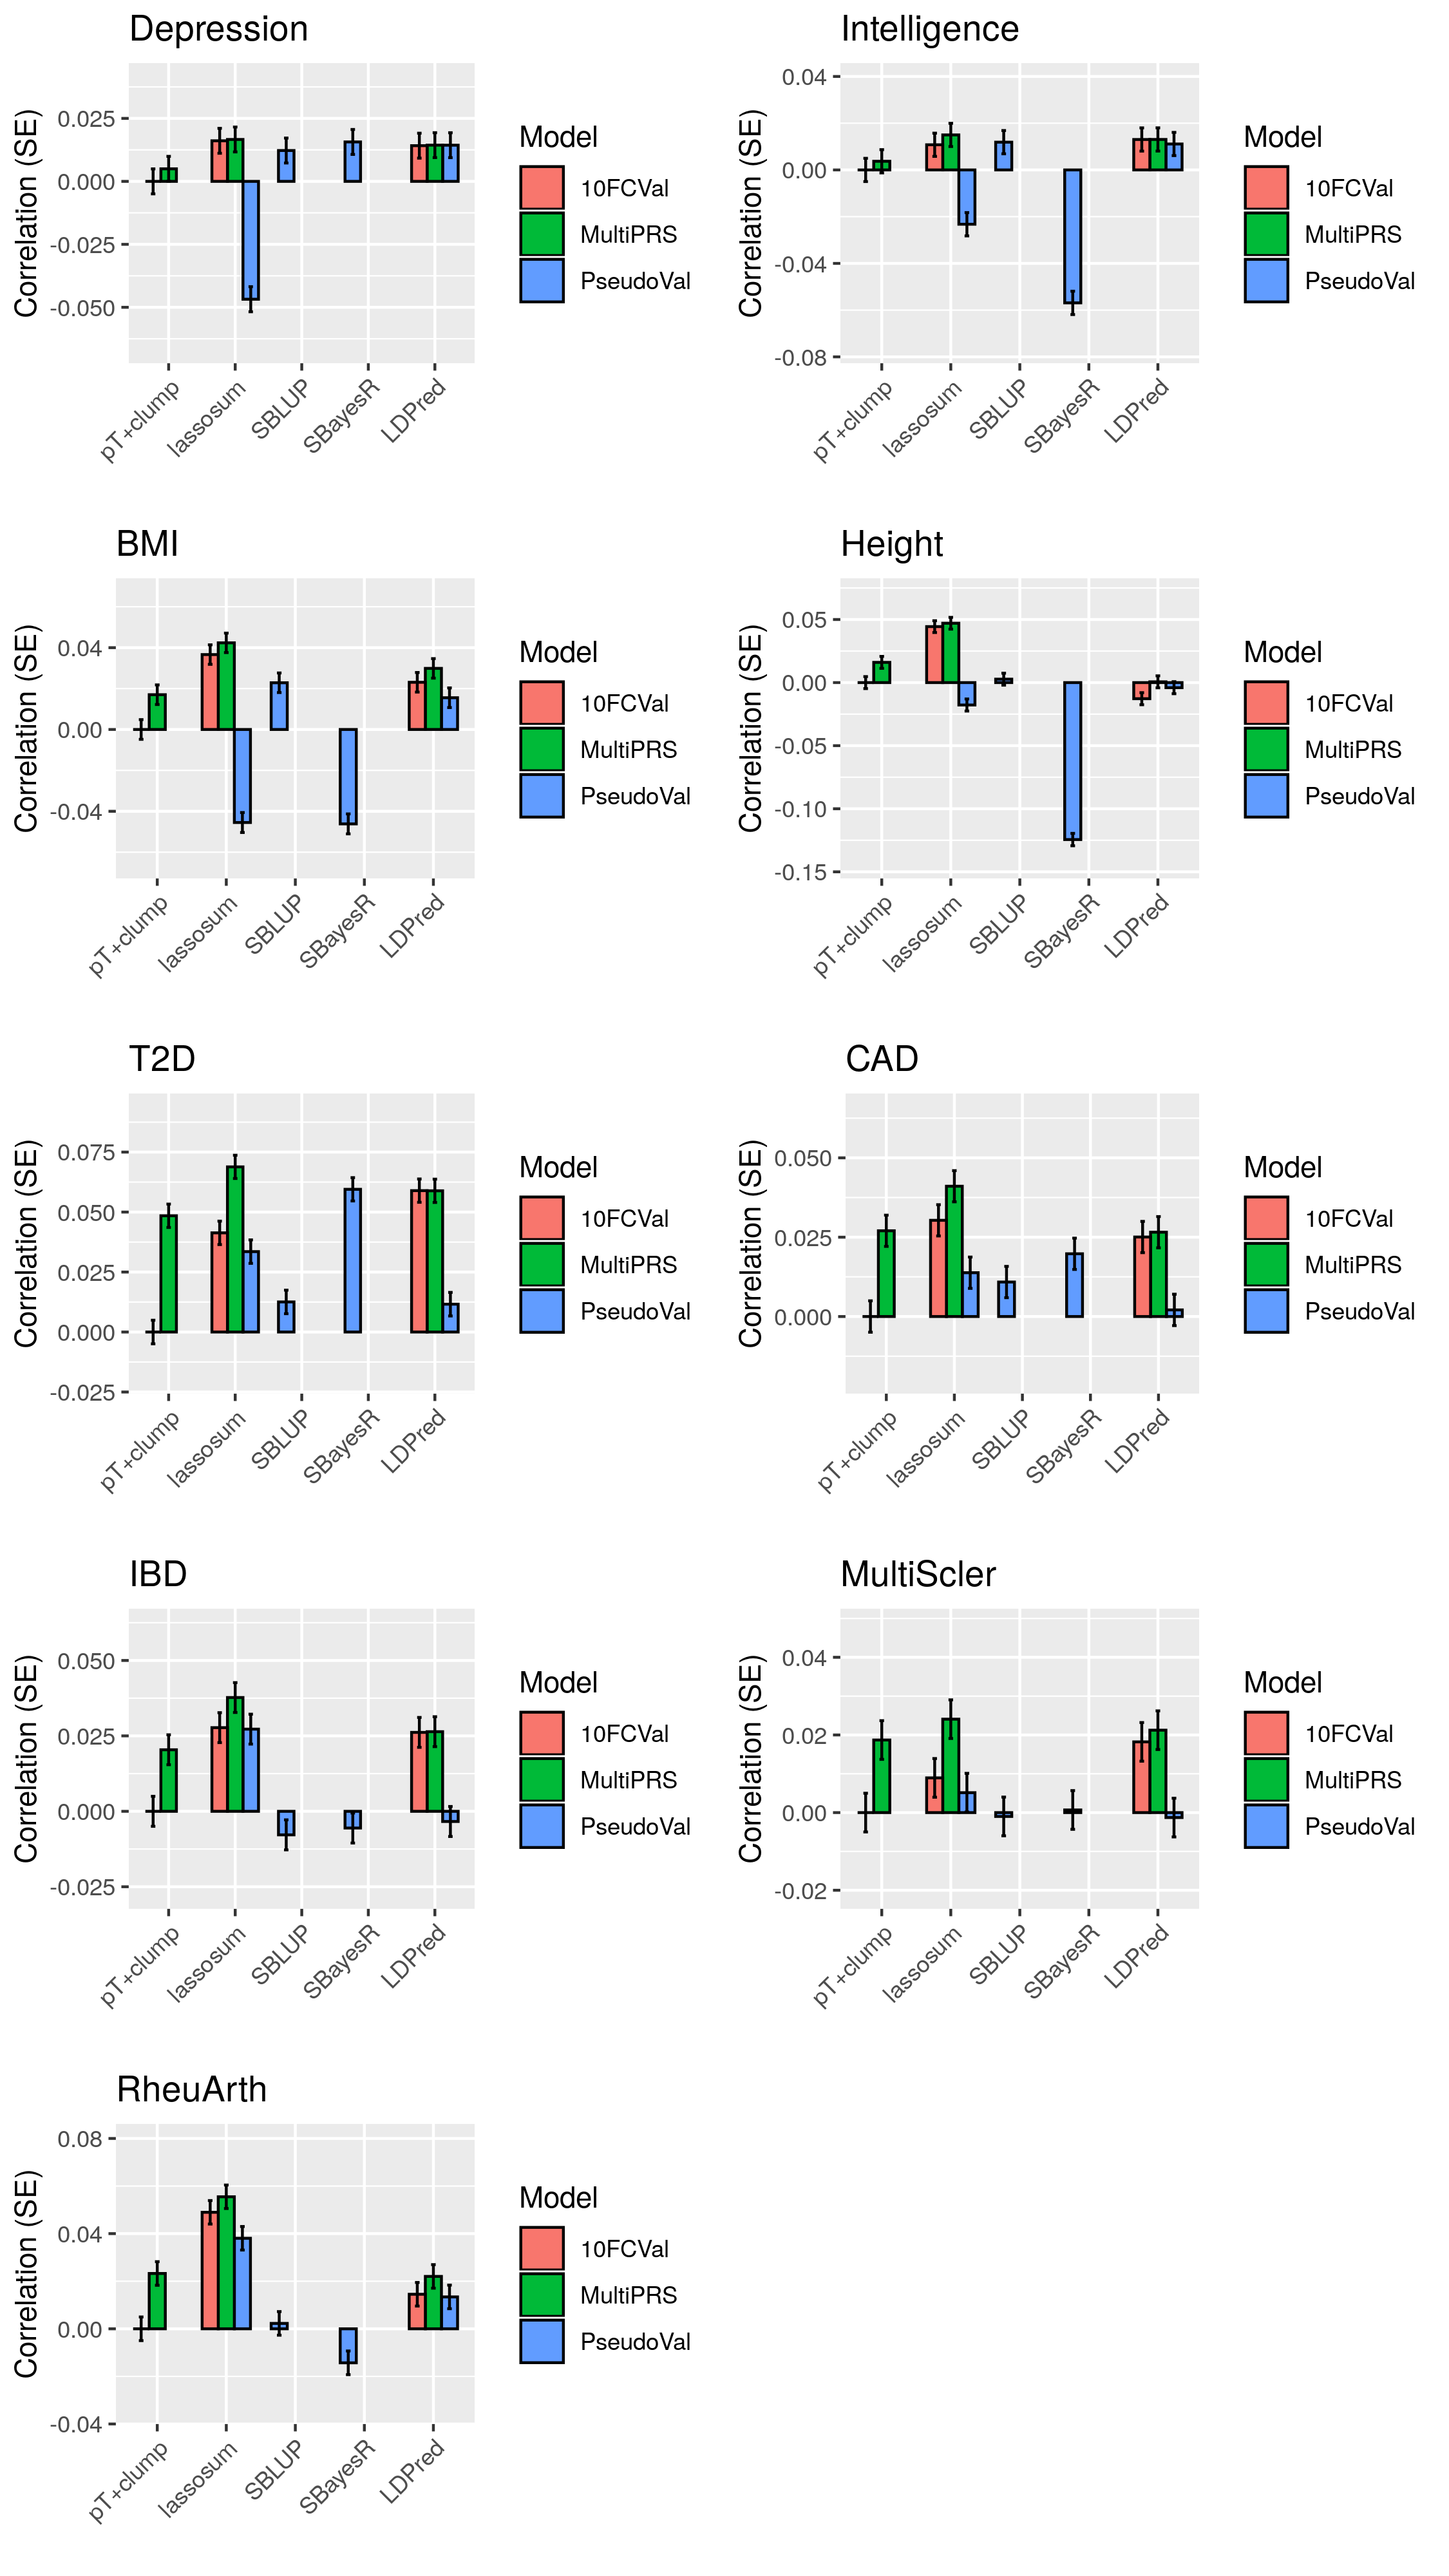 Depression
Correlation (SE)
0.025
0.000
-0.025
-0.050
pT+clump
lassosum
SBLUP
SBayesR
LDPred
Model
10FCVal
MultiPRS
PseudoVal
Intelligence
Correlation (SE)
0.04
0.00
-0.04
-0.08
pT+clump
lassosum
SBLUP
SBayesR
LDPred
Model
10FCVal
MultiPRS
PseudoVal
BMI
Correlation (SE)
0.04
0.00
-0.04
pT+clump
lassosum
SBLUP
SBayesR
LDPred
Model
10FCVal
MultiPRS
PseudoVal
Height
Correlation (SE)
0.05
0.00
-0.05
-0.10
-0.15
pT+clump
lassosum
SBLUP
SBayesR
LDPred
Model
10FCVal
MultiPRS
PseudoVal
T2D
Correlation (SE)
0.075
0.050
0.025
0.000
-0.025
pT+clump
lassosum
SBLUP
SBayesR
LDPred
Model
10FCVal
MultiPRS
PseudoVal
CAD
Correlation (SE)
0.050
0.025
0.000
pT+clump
lassosum
SBLUP
SBayesR
LDPred
Model
10FCVal
MultiPRS
PseudoVal
IBD
Correlation (SE)
0.050
0.025
0.000
-0.025
pT+clump
lassosum
SBLUP
SBayesR
LDPred
Model
10FCVal
MultiPRS
PseudoVal
MultiScler
Correlation (SE)
0.04
0.02
0.00
-0.02
pT+clump
lassosum
SBLUP
SBayesR
LDPred
Model
10FCVal
MultiPRS
PseudoVal
RheuArth
Correlation (SE)
0.08
0.04
0.00
-0.04
pT+clump
lassosum
SBLUP
SBayesR
LDPred
Model
10FCVal
MultiPRS
PseudoVal